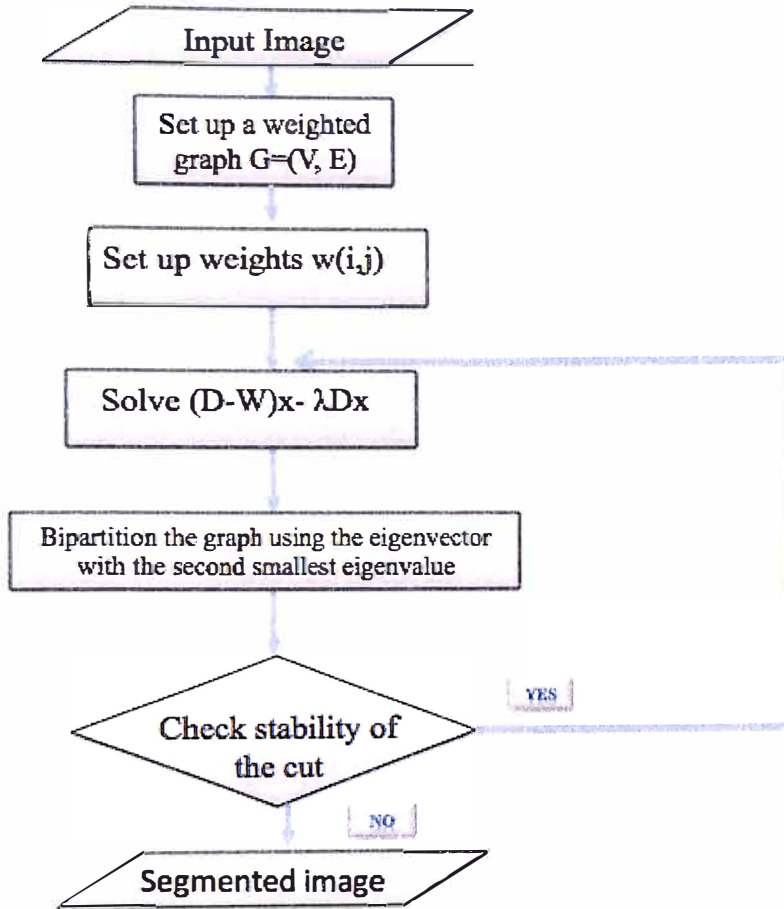 Input Image
Set up a weighted
graph G=(V, E)
Set up weights w(i,j)
Solve (D-W)x- λDx
Bipartition the graph using the eigenvector
with the second smallest eigenvalue
YES
Check stability of
the cut
NO
Segmented image